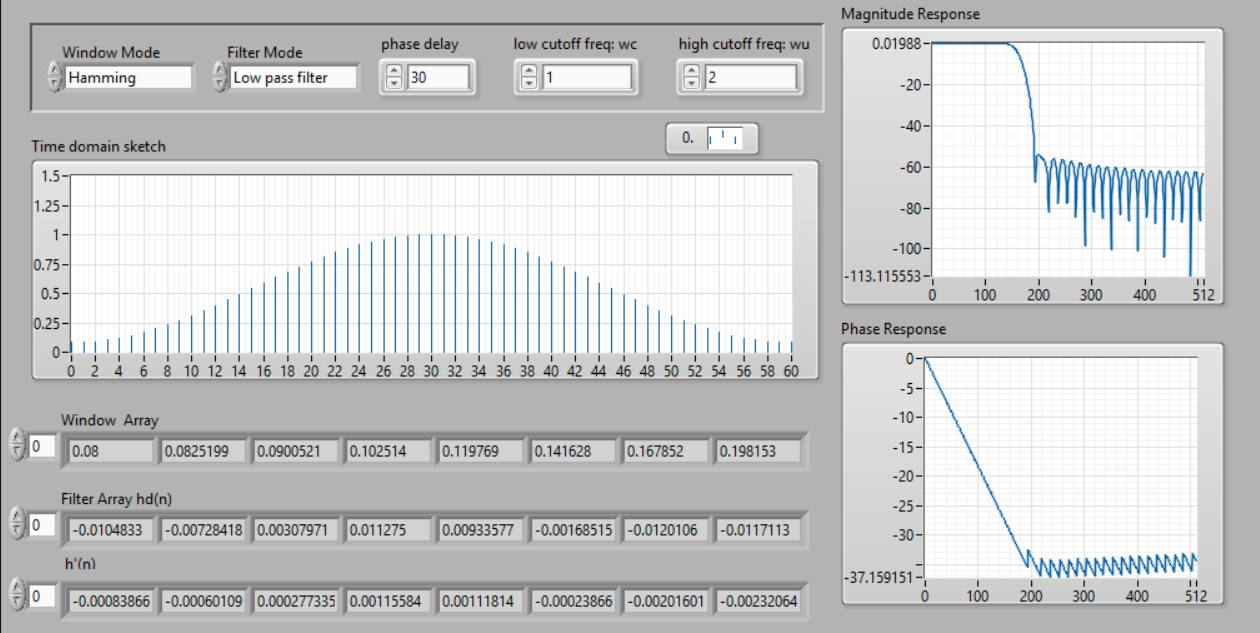 Window Mode
Hamming
Filter Mode
Low pass filter
phase delay
30
low cutoff freq: wc
1
high cutoff freq: wu
2
0.
Time domain sketch
1.5
1.25
1
0.75
0.5
0.25
0
0 2 4 6 8 10 12 14 16 18 20 22 24 26 28 30 32 34 36 38 40 42 44 46 48 50 52 54 56 58 60
Window Array
0 0.08 0.0825199 0.0900521 0.102514 0.119769 0.141628 0.167852 0.198153
Filter Array hd(n)
0 -0.0104833 -0.00728418 0.00307971 0.011275 0.00933577 -0.00168515 -0.0120106 -0.0117113
h'(n)
0 -0.00083866 -0.00060109 0.000277335 0.00115584 0.00111814 -0.00023866 -0.00201601 -0.00232064
Magnitude Response
0.01988
-20
-40
-60
-80
-100
-113.115553
0 100 200 300 400 512
Phase Response
0
-5
-10
-15
-20
-25
-30
-37.159151
0 100 200 300 400 512